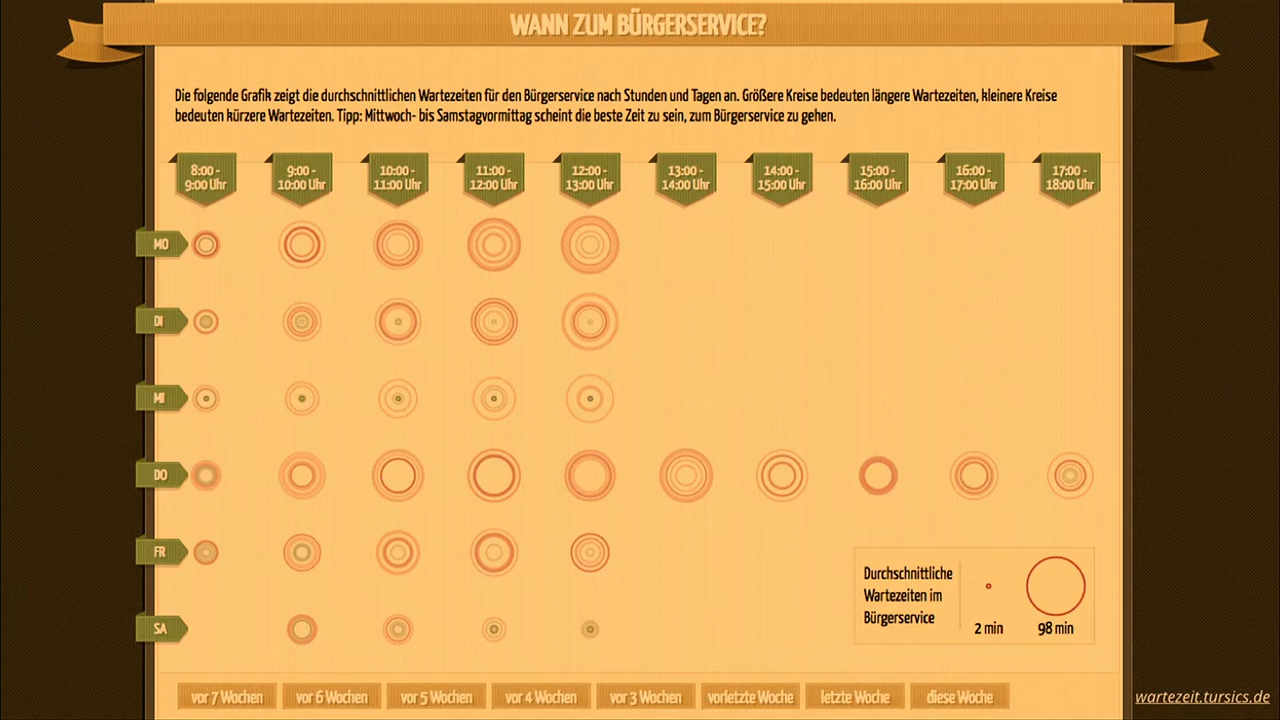 WANN ZUM BÜRGERSERVICE?
Die folgende Grafik zeigt die durchschnittlichen Wartezeiten für den Bürgerservice nach Stunden und Tagen an. Größere Kreise bedeuten längere Wartezeiten, kleinere Kreise
bedeuten kürzere Wartezeiten. Tipp: Mittwoch- bis Samstagvormittag scheint die beste Zeit zu sein, zum Bürgerservice zu gehen.
8:00 -
9:00 Uhr
9:00 -
10:00 Uhr
10:00 -
11:00 Uhr
11:00 -
12:00 Uhr
12:00 -
13:00 Uhr
13:00 -
14:00 Uhr
14:00 -
15:00 Uhr
15:00 -
16:00 Uhr
16:00 -
17:00 Uhr
17:00 -
18:00 Uhr
MO
DI
MI
DO
FR
SA
Durchschnittliche
Wartezeiten im
Bürgerservice
2 min
98 min
vor 7 Wochen
vor 6 Wochen
vor 5 Wochen
vor 4 Wochen
vor 3 Wochen
vorletzte Woche
letzte Woche
diese Woche
wartezeit.tursics.de